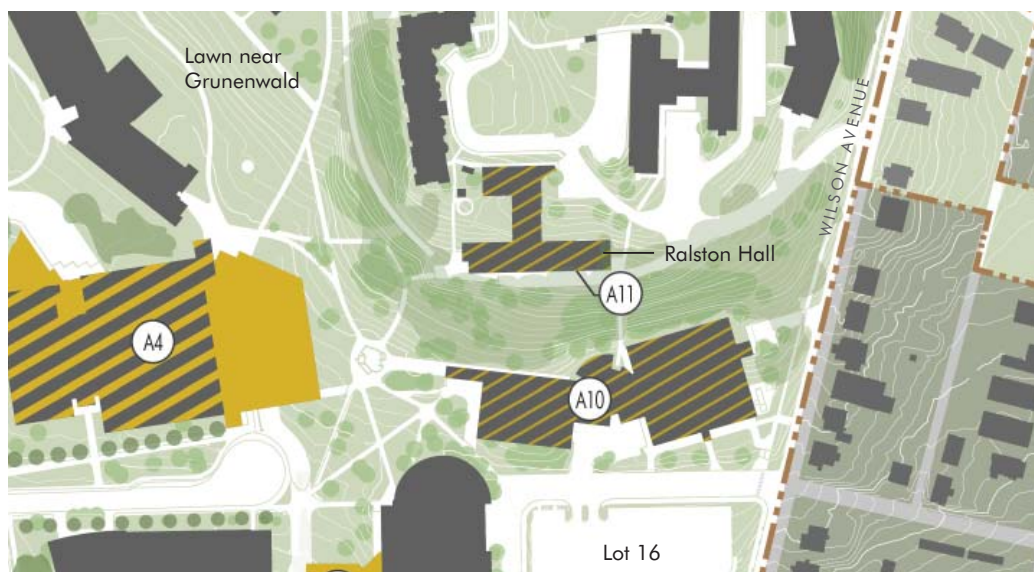 Lawn near
Grunenwald
WILSON AVENUE
Ralston Hall
A11
A4
A10
Lot 16